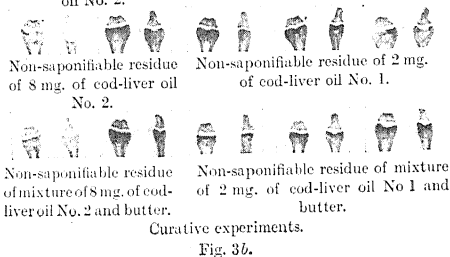 oil No. 2.
Non-saponifiable residue
of 8 mg. of cod-liver oil
No. 2.
Non-saponifiable residue of 2 mg.
of cod-liver oil No. 1.
Non-saponifiable residue
of mixture of 8 mg. of cod-
liver oil No. 2 and butter.
Non-saponifiable residue of mixture
of 2 mg. of cod-liver oil No 1 and
butter.
Curative experiments.
Fig. 3b.